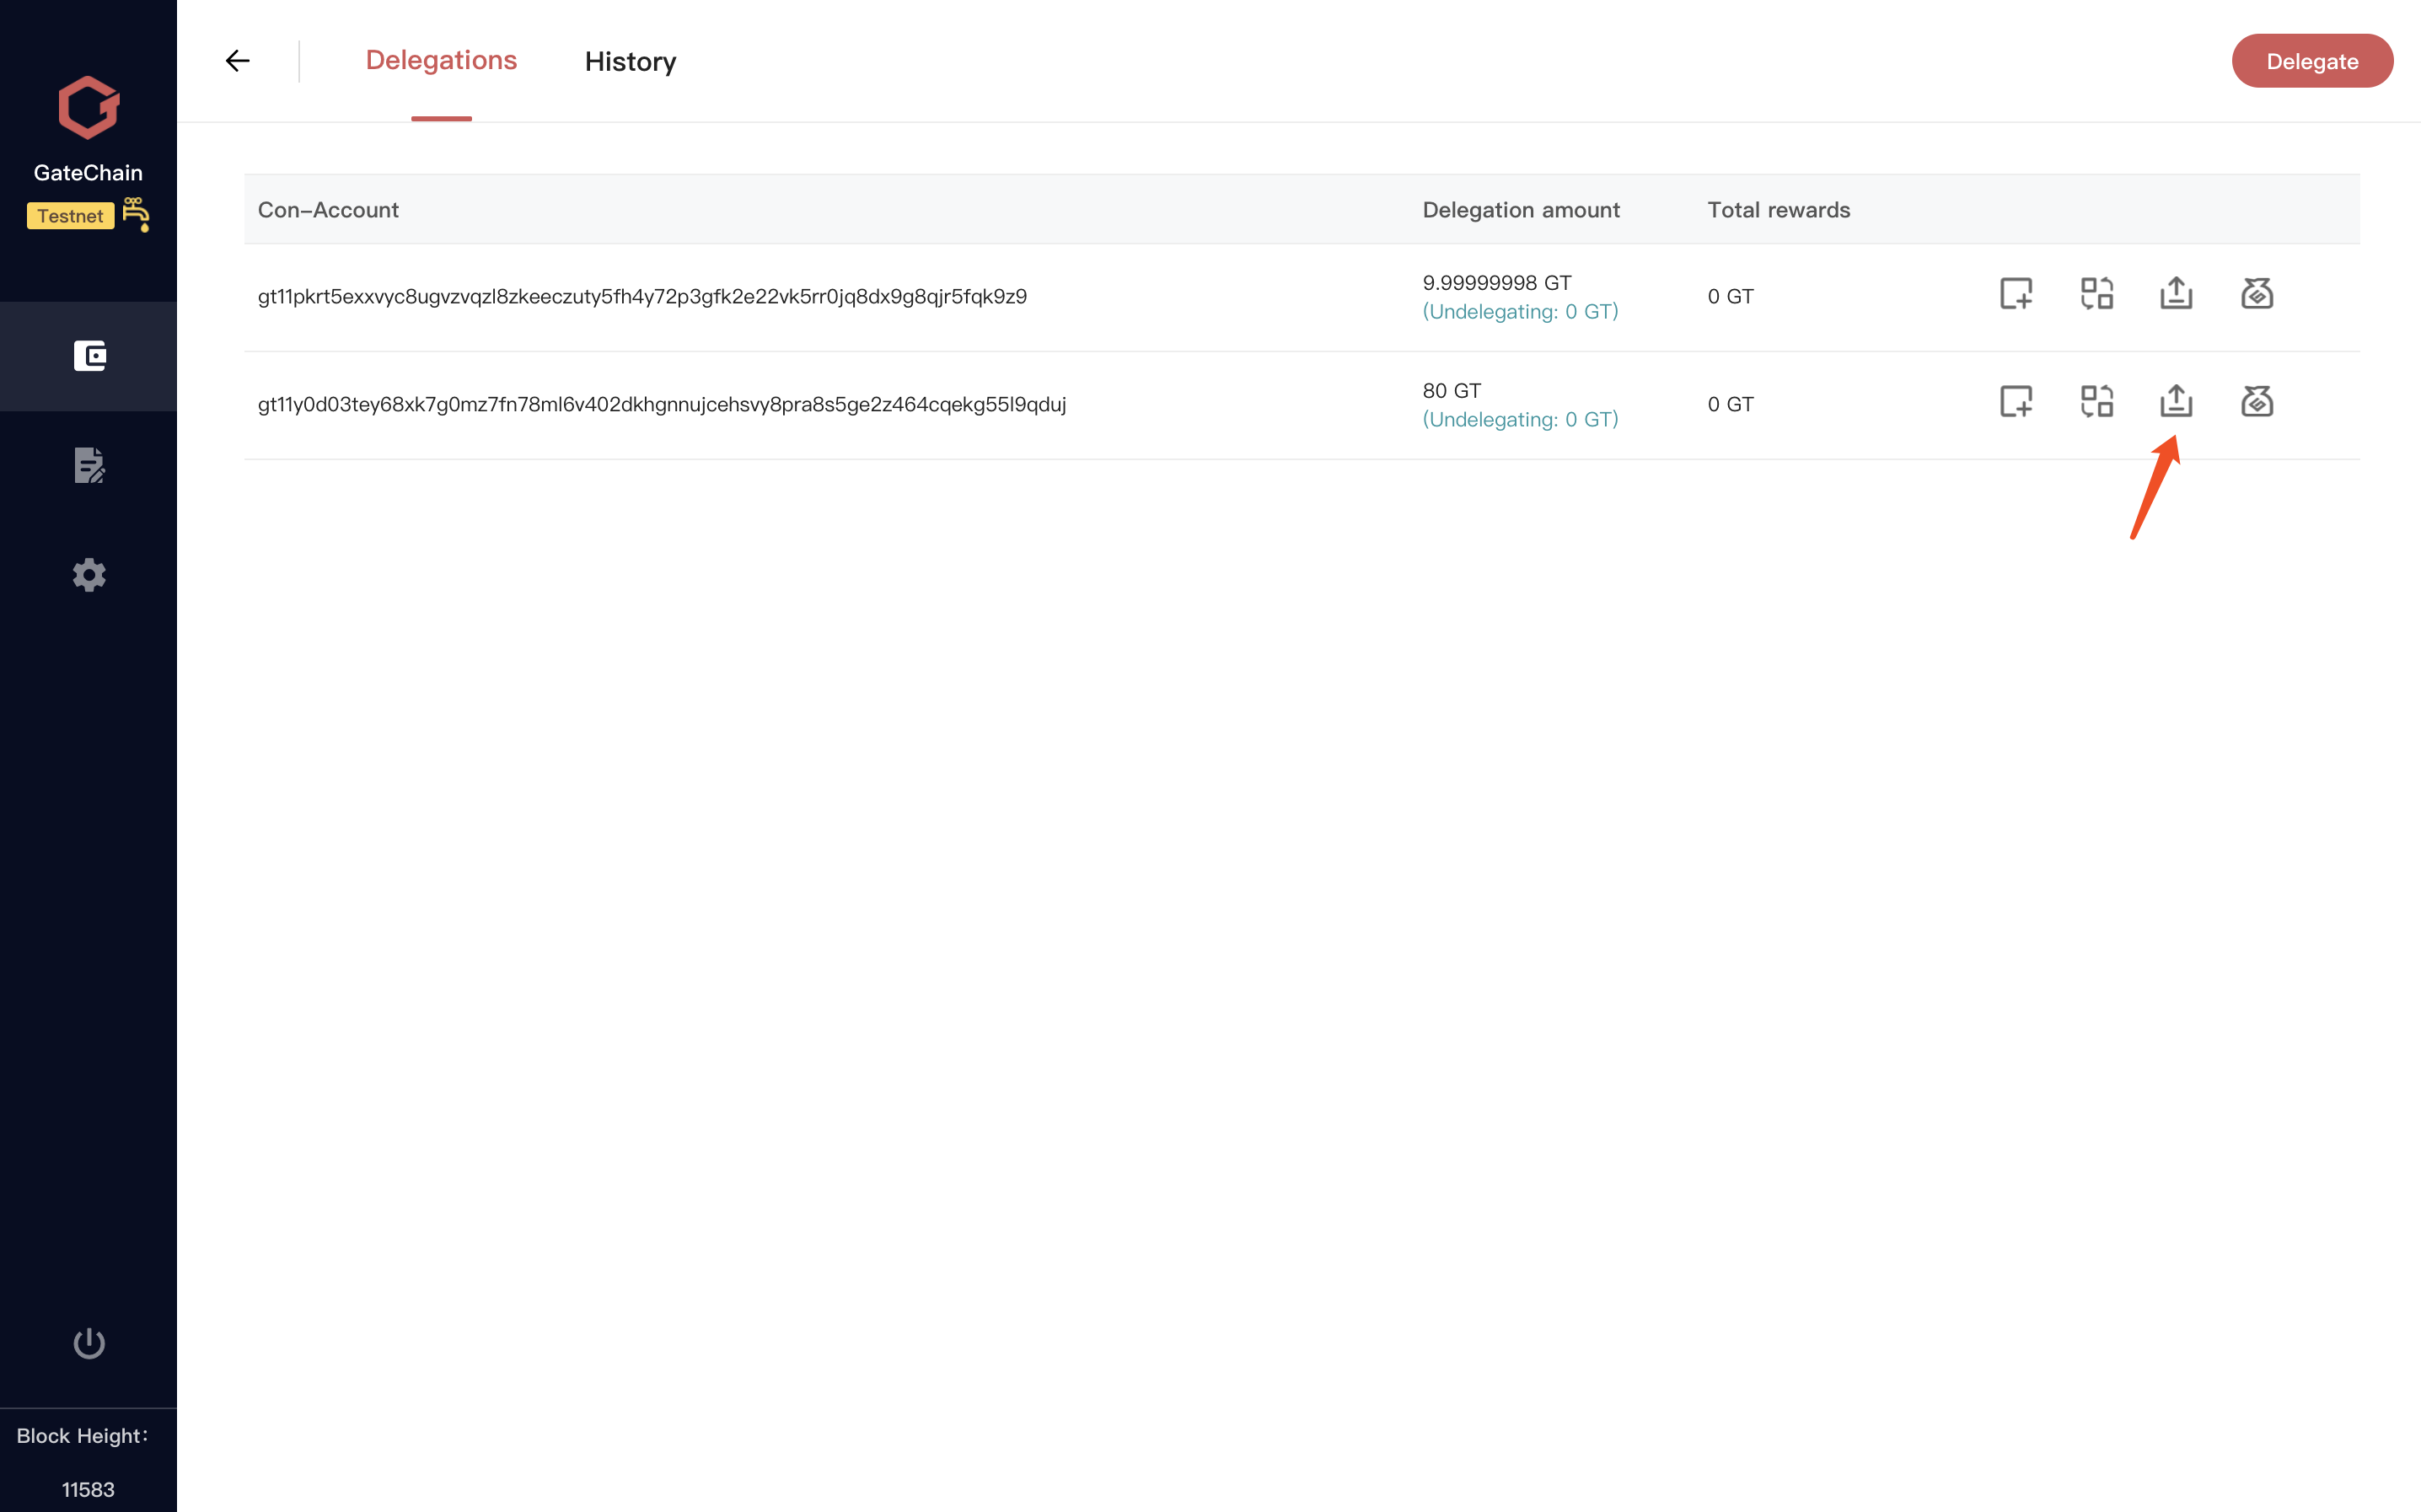 GateChain
Testnet
Delegations
History
Delegate
Con-Account
Delegation amount
Total rewards
gt11pkrt5exxvyc8ugvzvqzl8zkeeczuty5fh4y72p3gfk2e22vk5rr0jq8dx9g8qjr5fqk9z9
9.99999998 GT
(Undelegating: 0 GT)
0 GT
gt11y0d03tey68xk7g0mz7fn78ml6v402dkhgnnujcehsvy8pra8s5ge2z464cqekg55l9qduj
80 GT
(Undelegating: 0 GT)
0 GT
Block Height:
11583